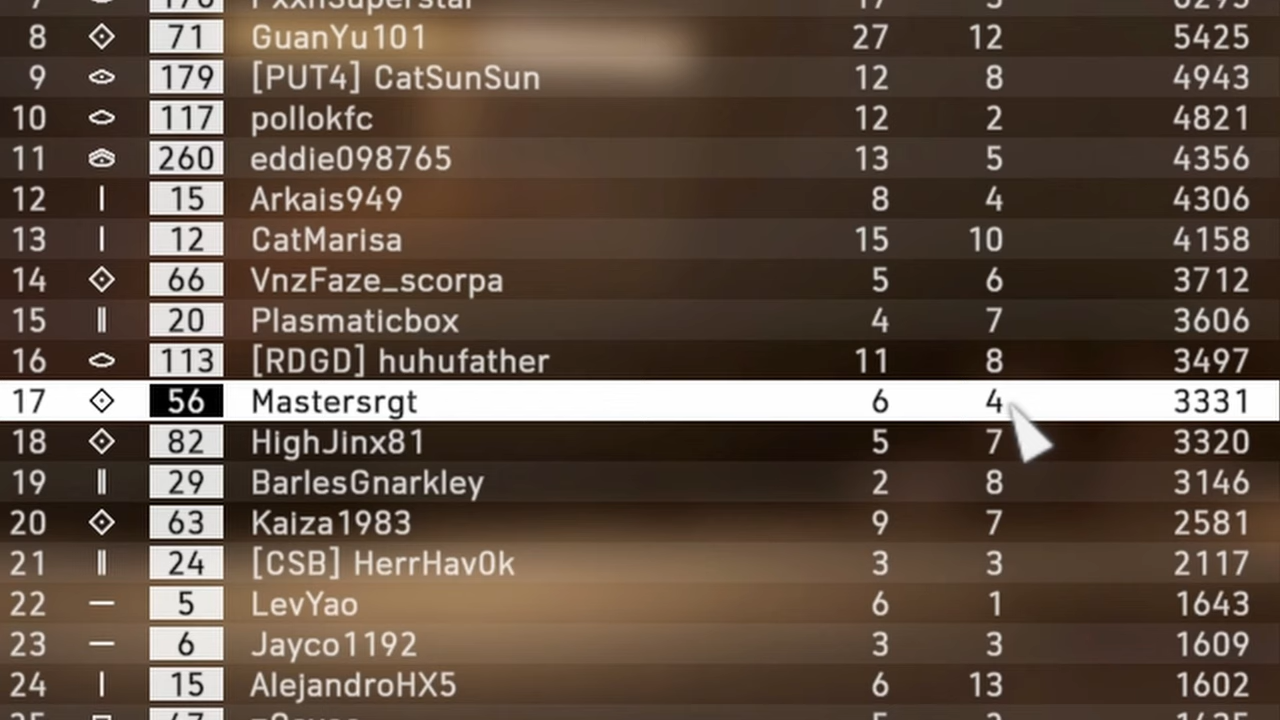 8 71 GuanYu101 27 12 5425
9 179 [PUT4] CatSunSun 12 8 4943
10 117 pollokfc 12 2 4821
11 260 eddie098765 13 5 4356
12 15 Arkais949 8 4 4306
13 12 CatMarisa 15 10 4158
14 66 VnzFaze_scorpa 5 6 3712
15 20 Plasmaticbox 4 7 3606
16 113 [RDGD] huhufather 11 8 3497
17 56 Mastersrgt 6 4 3331
18 82 HighJinx81 5 7 3320
19 29 BarlesGnarkley 2 8 3146
20 63 Kaiza1983 9 7 2581
21 24 [CSB] HerrHav0k 3 3 2117
22 5 LevYao 6 1 1643
23 6 Jayco1192 3 3 1609
24 15 AlejandroHX5 6 13 1602